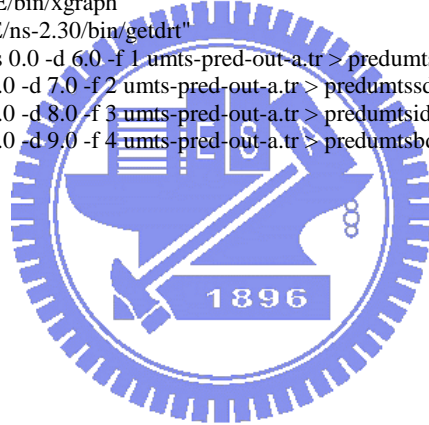 E/bin/xgraph
E/ns-2.30/bin/getdrt"
s 0.0 -d 6.0 -f 1 umts-pred-out-a.tr > predumts
.0 -d 7.0 -f 2 umts-pred-out-a.tr > predumtssc
.0 -d 8.0 -f 3 umts-pred-out-a.tr > predumtsid
.0 -d 9.0 -f 4 umts-pred-out-a.tr > predumtsbc
E S A
1896